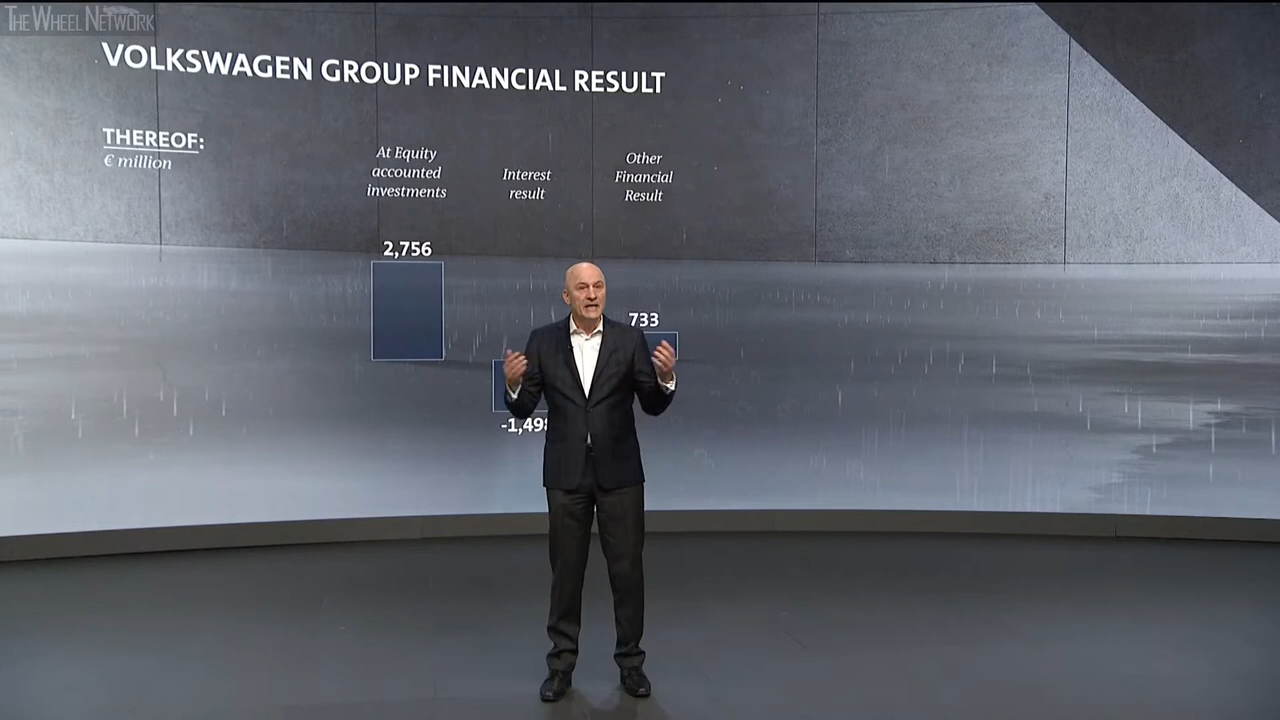 THE WHEEL NETWORK
VOLKSWAGEN GROUP FINANCIAL RESULT
THEREOF:
€ million
At Equity
accounted
investments
Interest
result
Other
Financial
Result
2,756
733